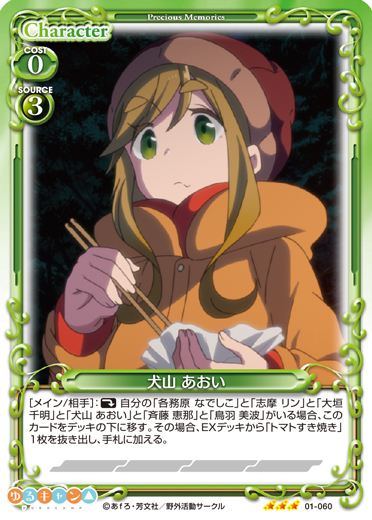 Precious Memories
Character
COST
0
SOURCE
3
犬山 あおい
[メイン/相手]: 自分の「各務原 なでしこ」と「志摩 リン」と「大垣
千明」と「犬山 あおい」と「斉藤 恵那」と「鳥羽 美波」がいる場合、こ
のカードをデッキの下に移す。その場合、EXデッキから「トマトすき焼き」
1枚を抜き出し、手札に加える。
ゆるキャン△
©あfろ・芳文社/野外活動サークル
01-060